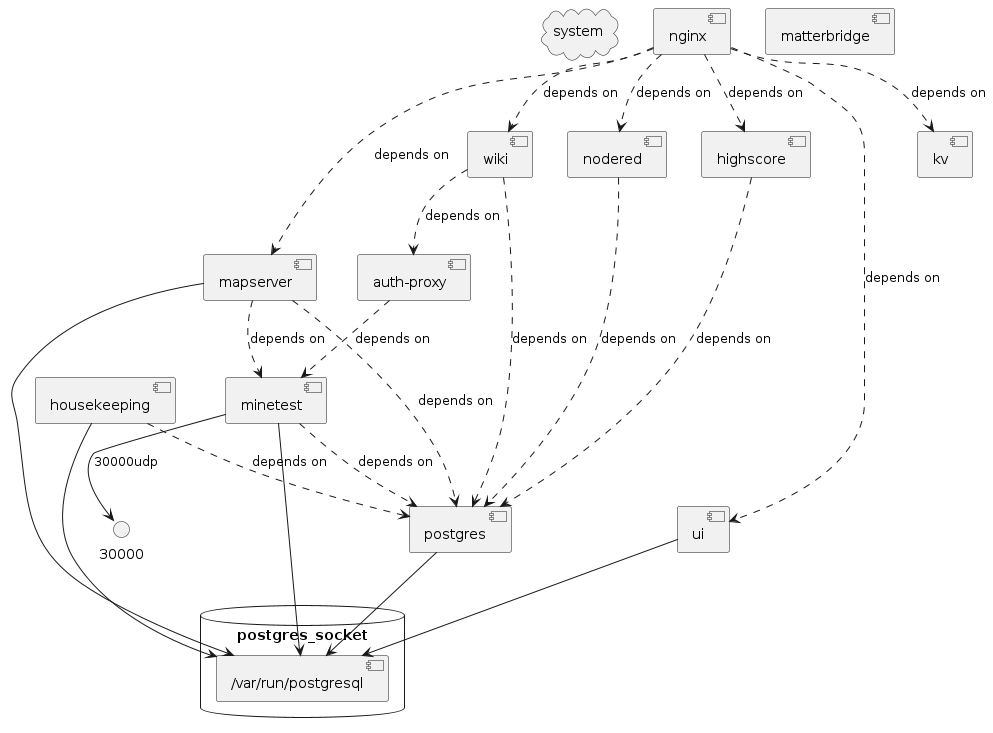 system
nginx
matterbridge
depends on
depends on
depends on
depends on
depends on
wiki
nodered
highscore
kv
depends on
depends on
mapserver
auth-proxy
depends on
depends on
depends on
depends on
depends on
depends on
housekeeping
minetest
depends on
30000udp
depends on
depends on
postgres
ui
30000
postgres_socket
/var/run/postgresql